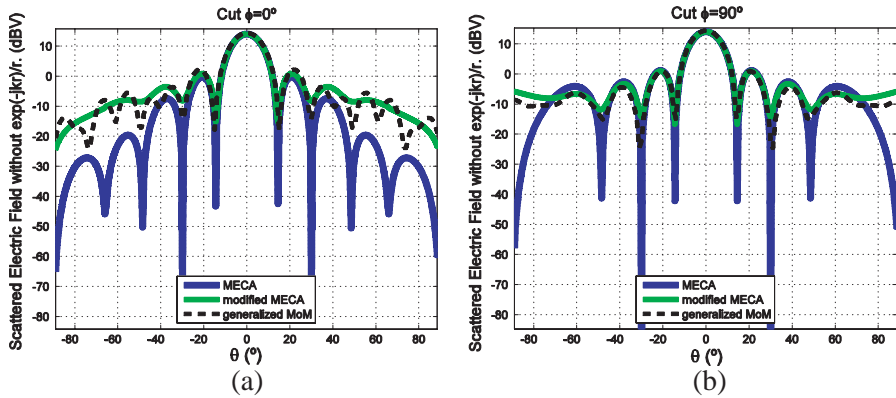 Cut ϕ=0º
Scattered Electric Field without exp(-jkr)/r. (dBV)
10
0
-10
-20
-30
-40
-50
-60
-70
-80
MECA
modified MECA
generalized MoM
-80 -60 -40 -20 0 20 40 60 80
θ (º)
(a)
Cut ϕ=90º
Scattered Electric Field without exp(-jkr)/r. (dBV)
10
0
-10
-20
-30
-40
-50
-60
-70
-80
MECA
modified MECA
generalized MoM
-80 -60 -40 -20 0 20 40 60 80
θ (º)
(b)